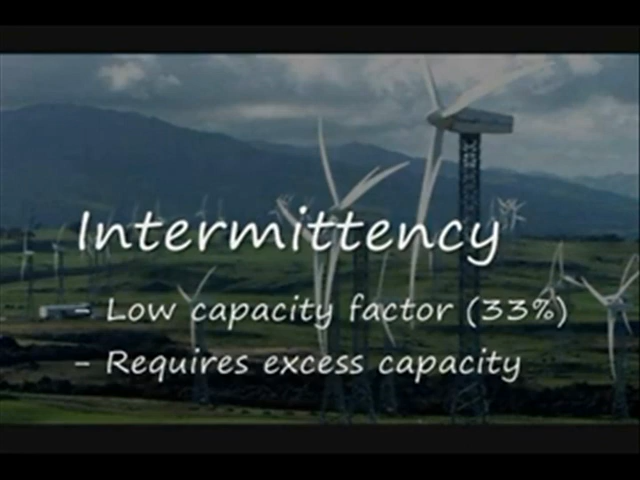 Intermittency
- Low capacity factor (33%)
- Requires excess capacity